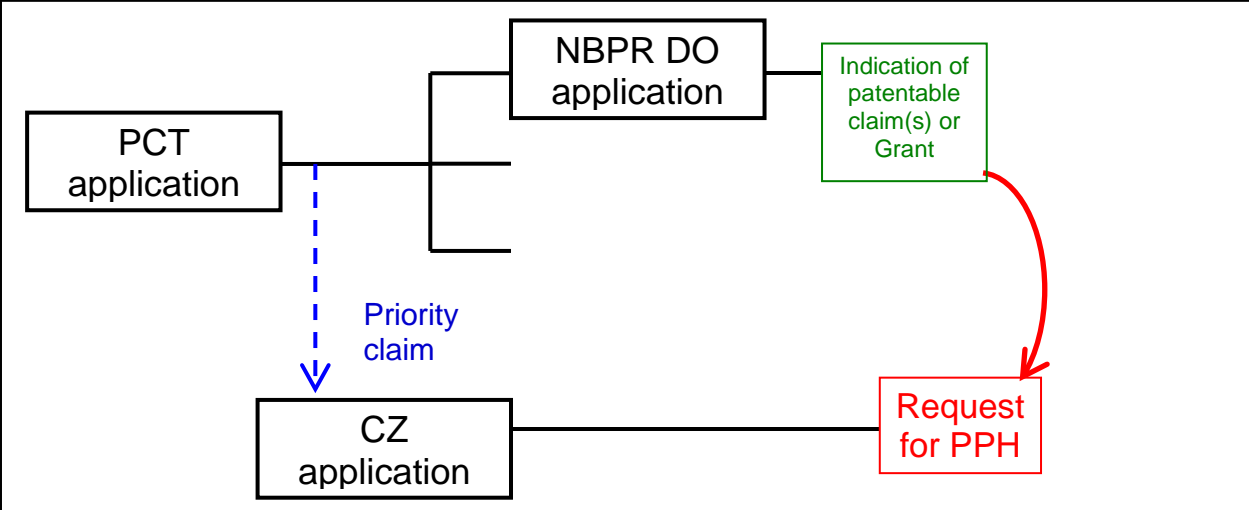 NBPR DO
application
Indication of
patentable
claim(s) or
Grant
PCT
application
Priority
claim
CZ
application
Request
for PPH